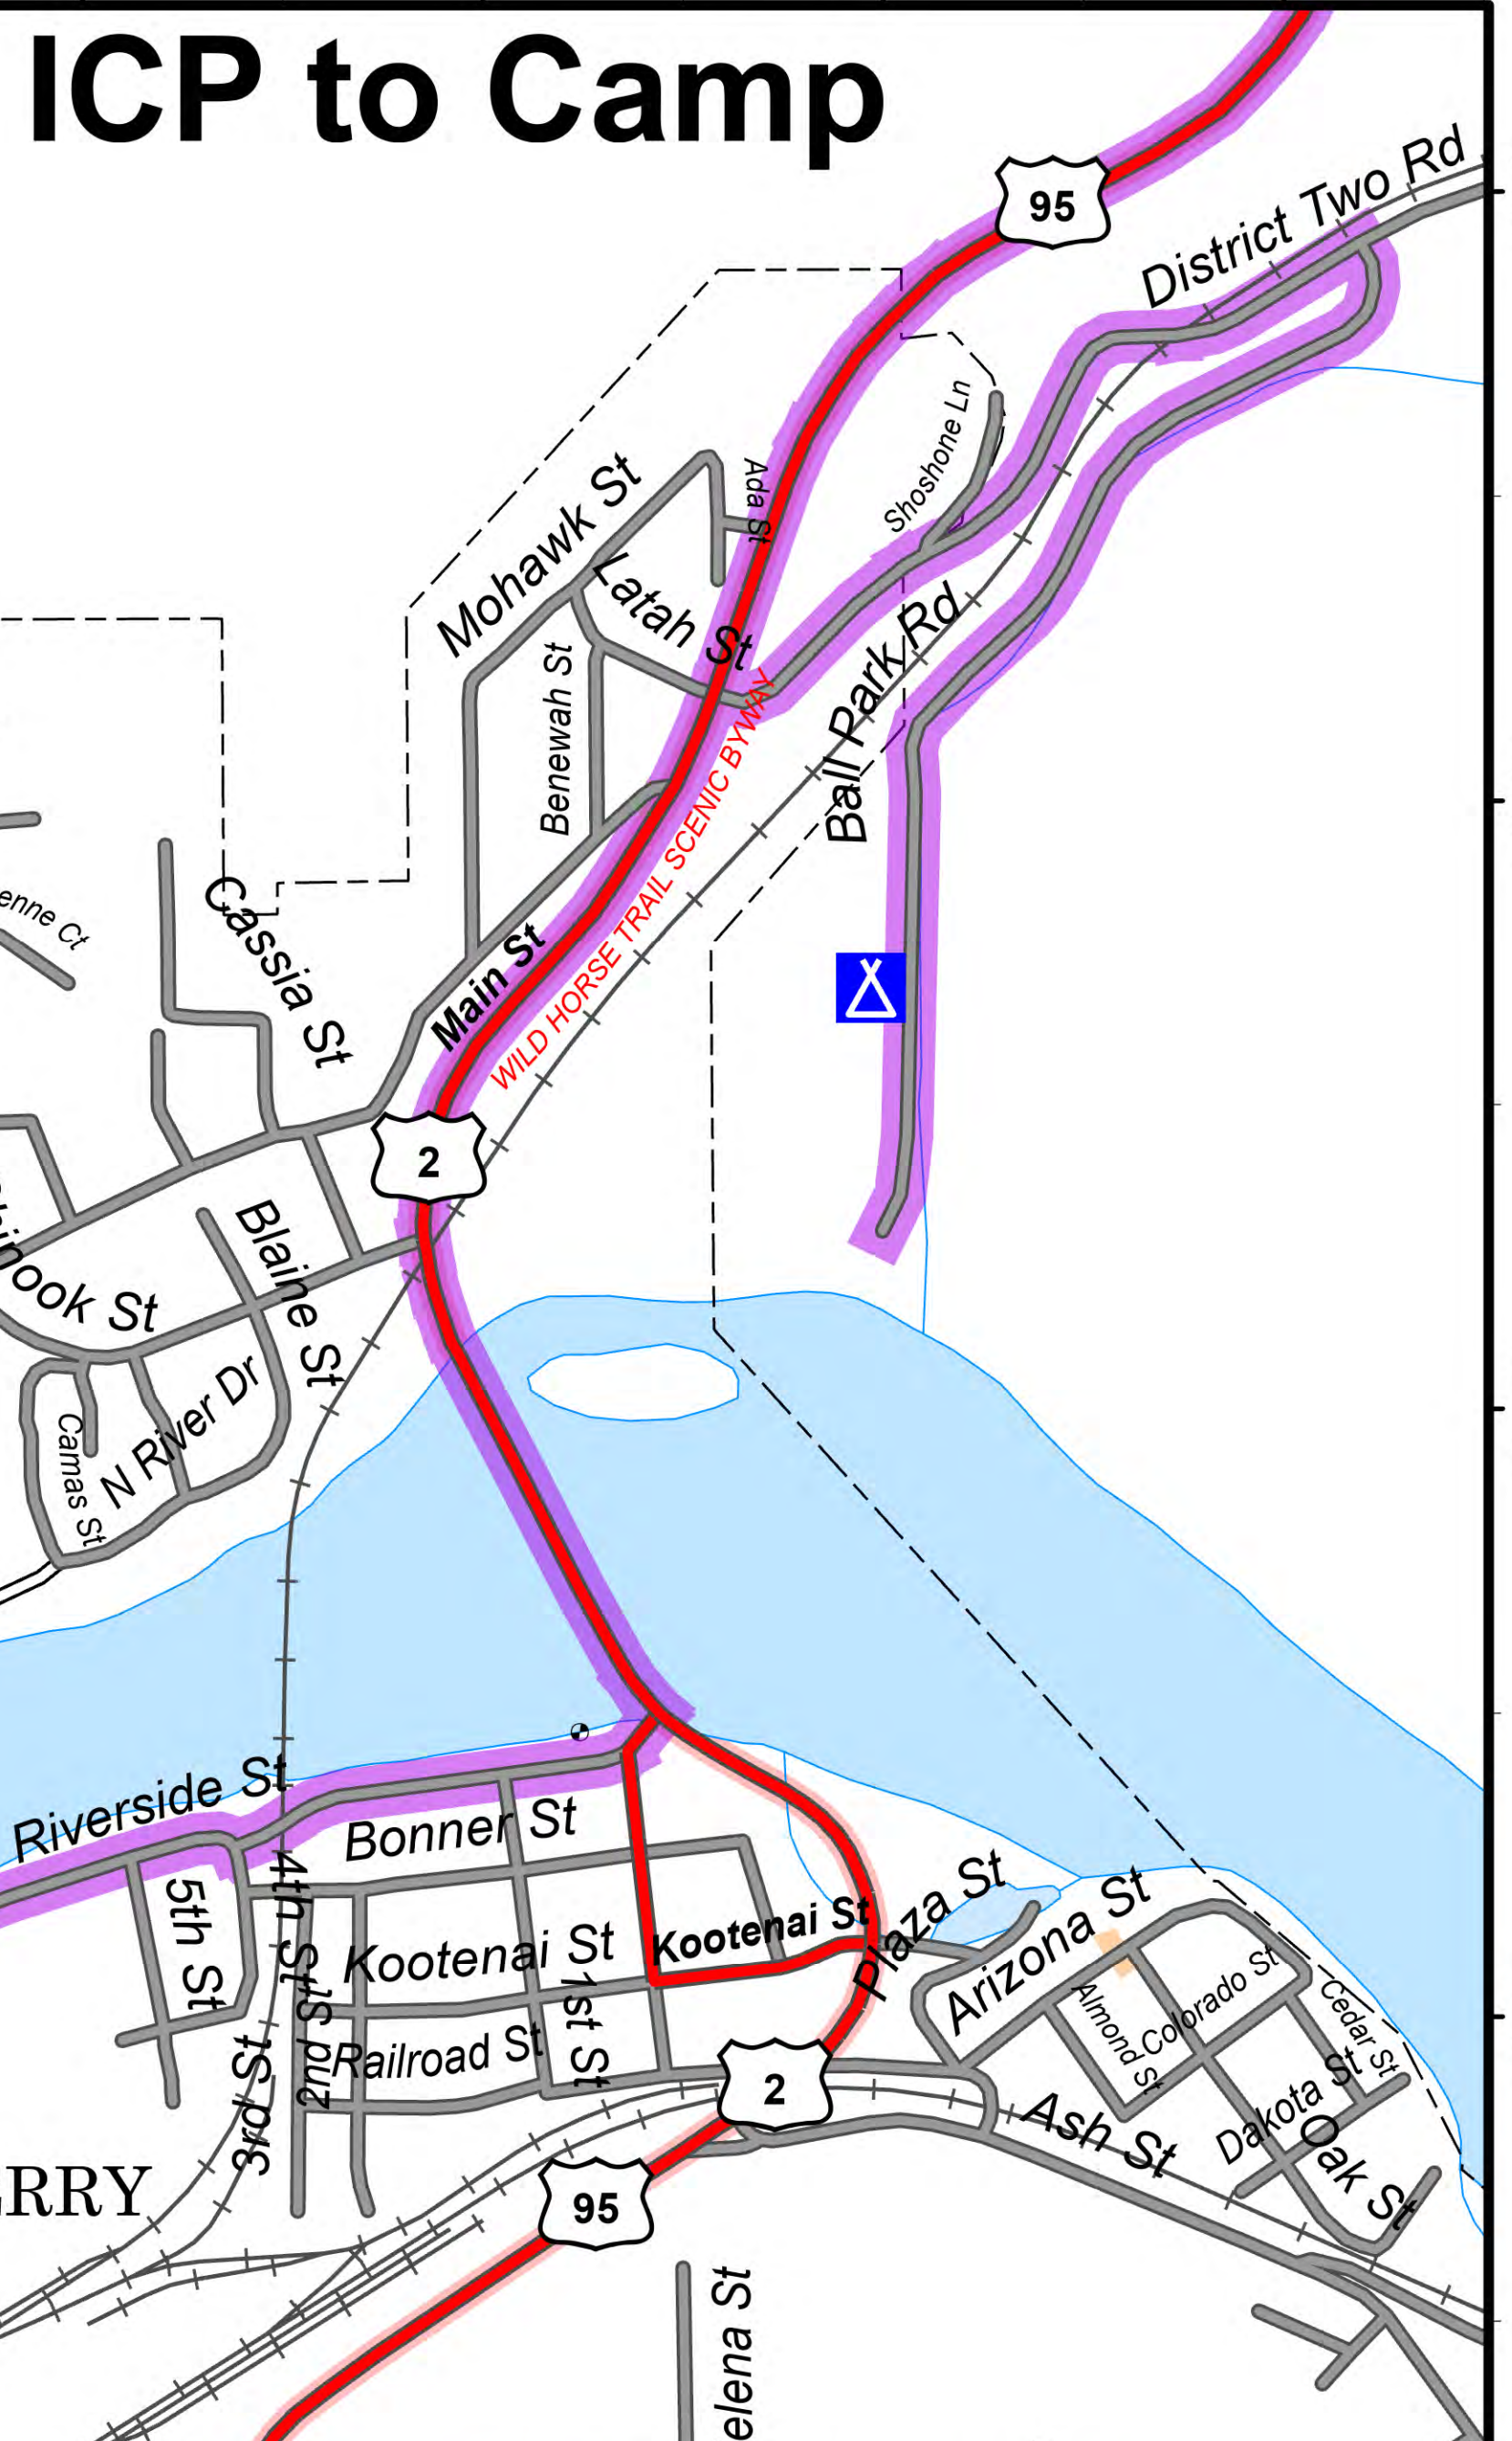 ICP to Camp
95
District Two Rd
Shoshone Ln
Ada St
Mohawk St
Latah St
Benewah St
Ball Park Rd
WILD HORSE TRAIL SCENIC BYWAY
Main St
Cassia St
enne Ct
2
Blaine St
nook St
N River Dr
Camas St
Riverside St
Bonner St
5th St
4th St
Kootenai St
Kootenai St
Plaza St
Arizona St
1st St
2nd St
3rd St
Railroad St
Almond St
Colorado St
Cedar St
Dakota St
Oak St
Ash St
2
95
RRY
elena St